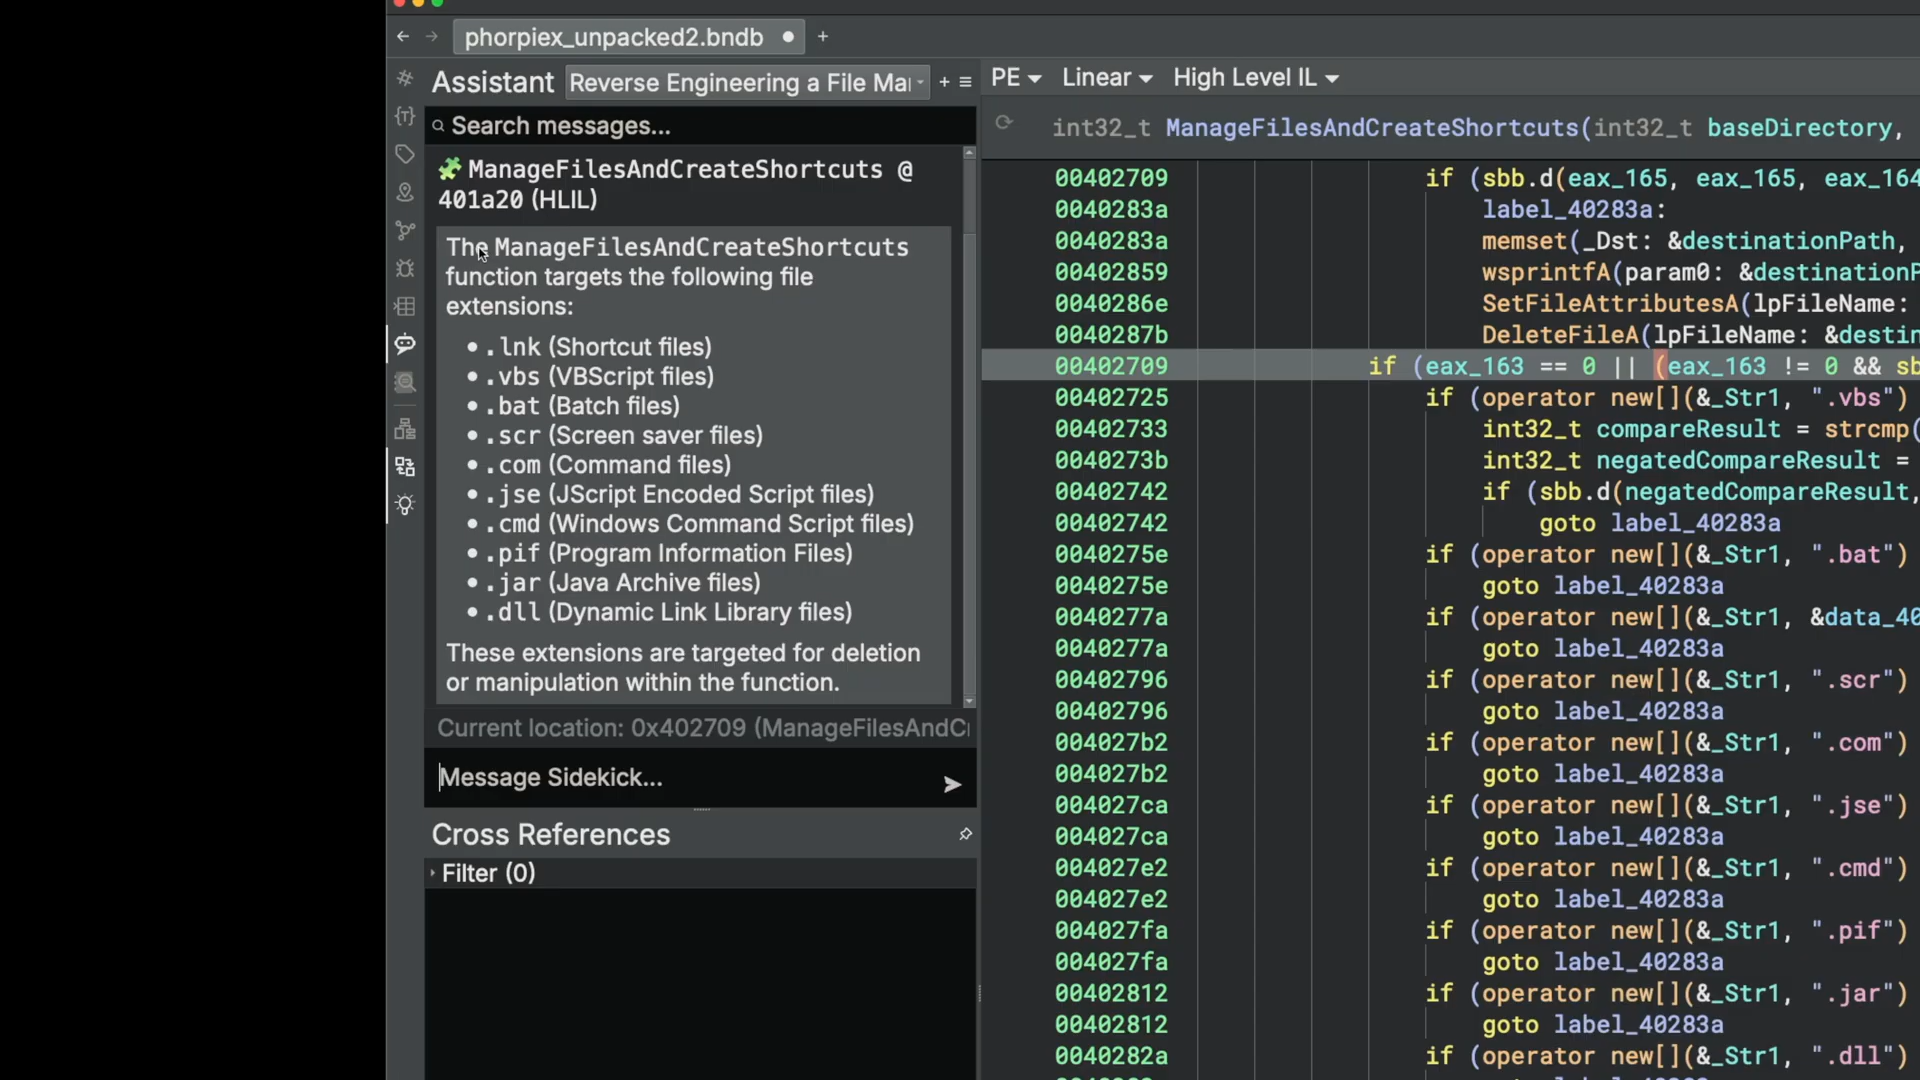 phorpiex_unpacked2.bndb
Assistant
Reverse Engineering a File Ma
Search messages...
ManageFilesAndCreateShortcuts @
401a20 (HLIL)
The ManageFilesAndCreateShortcuts
function targets the following file
extensions:
• .lnk (Shortcut files)
• .vbs (VBScript files)
• .bat (Batch files)
• .scr (Screen saver files)
• .com (Command files)
• .jse (JScript Encoded Script files)
• .cmd (Windows Command Script files)
• .pif (Program Information Files)
• .jar (Java Archive files)
• .dll (Dynamic Link Library files)
These extensions are targeted for deletion
or manipulation within the function.
Current location: 0x402709 (ManageFilesAndC
Message Sidekick...
Cross References
Filter (0)
PE Linear High Level IL
int32_t ManageFilesAndCreateShortcuts(int32_t baseDirectory,
00402709 if (sbb.d(eax_165, eax_165, eax_164
0040283a label_40283a:
0040283a memset(_Dst: &destinationPath,
00402859 wsprintfA(param0: &destinationP
0040286e SetFileAttributesA(lpFileName:
0040287b DeleteFileA(lpFileName: &destin
00402709 if (eax_163 == 0 || (eax_163 != 0 && sb
00402725 if (operator new[](&_Str1, ".vbs")
00402733 int32_t compareResult = strcmp(
0040273b int32_t negatedCompareResult =
00402742 if (sbb.d(negatedCompareResult,
00402742 goto label_40283a
0040275e if (operator new[](&_Str1, ".bat")
0040275e goto label_40283a
0040277a if (operator new[](&_Str1, &data_40
0040277a goto label_40283a
00402796 if (operator new[](&_Str1, ".scr")
00402796 goto label_40283a
004027b2 if (operator new[](&_Str1, ".com")
004027b2 goto label_40283a
004027ca if (operator new[](&_Str1, ".jse")
004027ca goto label_40283a
004027e2 if (operator new[](&_Str1, ".cmd")
004027e2 goto label_40283a
004027fa if (operator new[](&_Str1, ".pif")
004027fa goto label_40283a
00402812 if (operator new[](&_Str1, ".jar")
00402812 goto label_40283a
0040282a if (operator new[](&_Str1, ".dll")